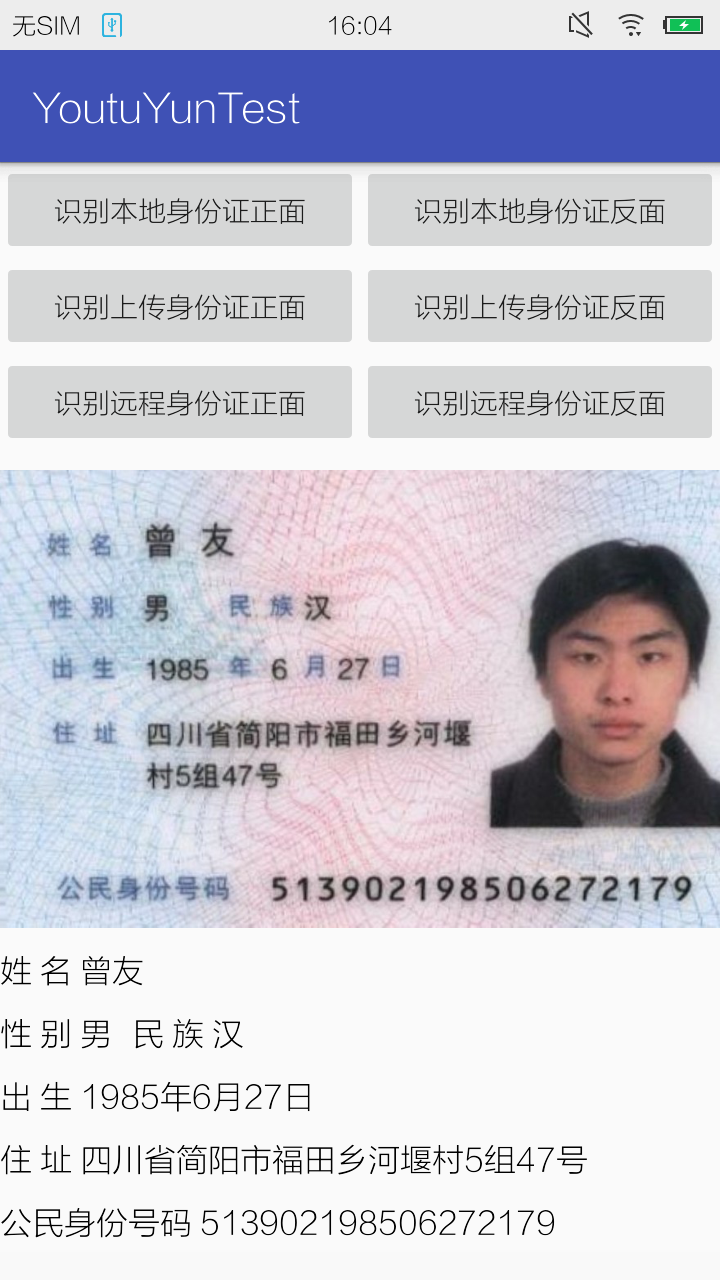 无SIM 16:04
YoutuYunTest
识别本地身份证正面 识别本地身份证反面
识别上传身份证正面 识别上传身份证反面
识别远程身份证正面 识别远程身份证反面
姓 名 曾 友
性 别 男 民 族 汉
出 生 1985 年 6 月 27 日
住 址 四川省简阳市福田乡河堰
村5组47号
公民身份号码 513902198506272179
姓 名 曾友
性 别 男 民 族 汉
出 生 1985年6月27日
住 址 四川省简阳市福田乡河堰村5组47号
公民身份号码 513902198506272179